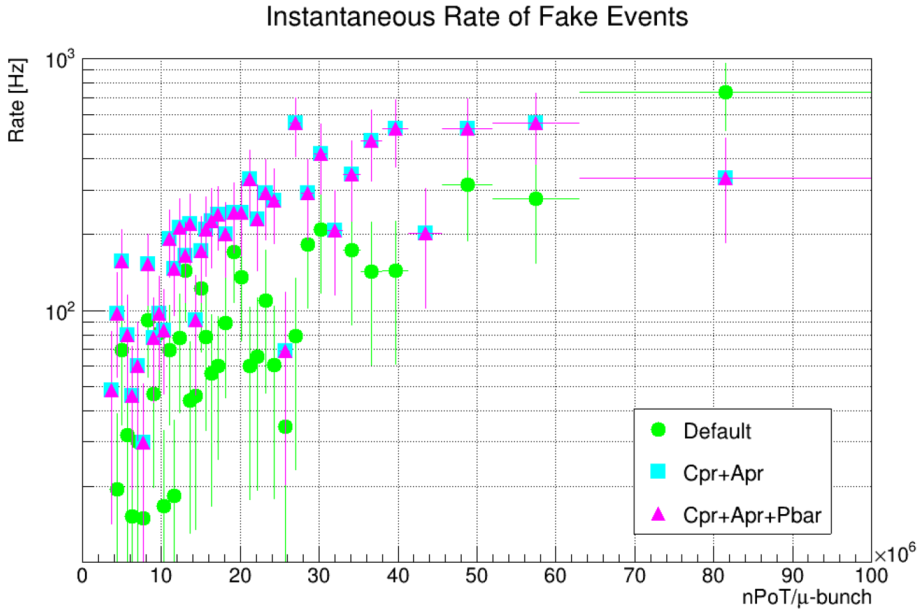 Instantaneous Rate of Fake Events
Rate [Hz]
10³
10²
0 10 20 30 40 50 60 70 80 90 100
×10⁶
nPoT/μ-bunch
Default
Cpr+Apr
Cpr+Apr+Pbar